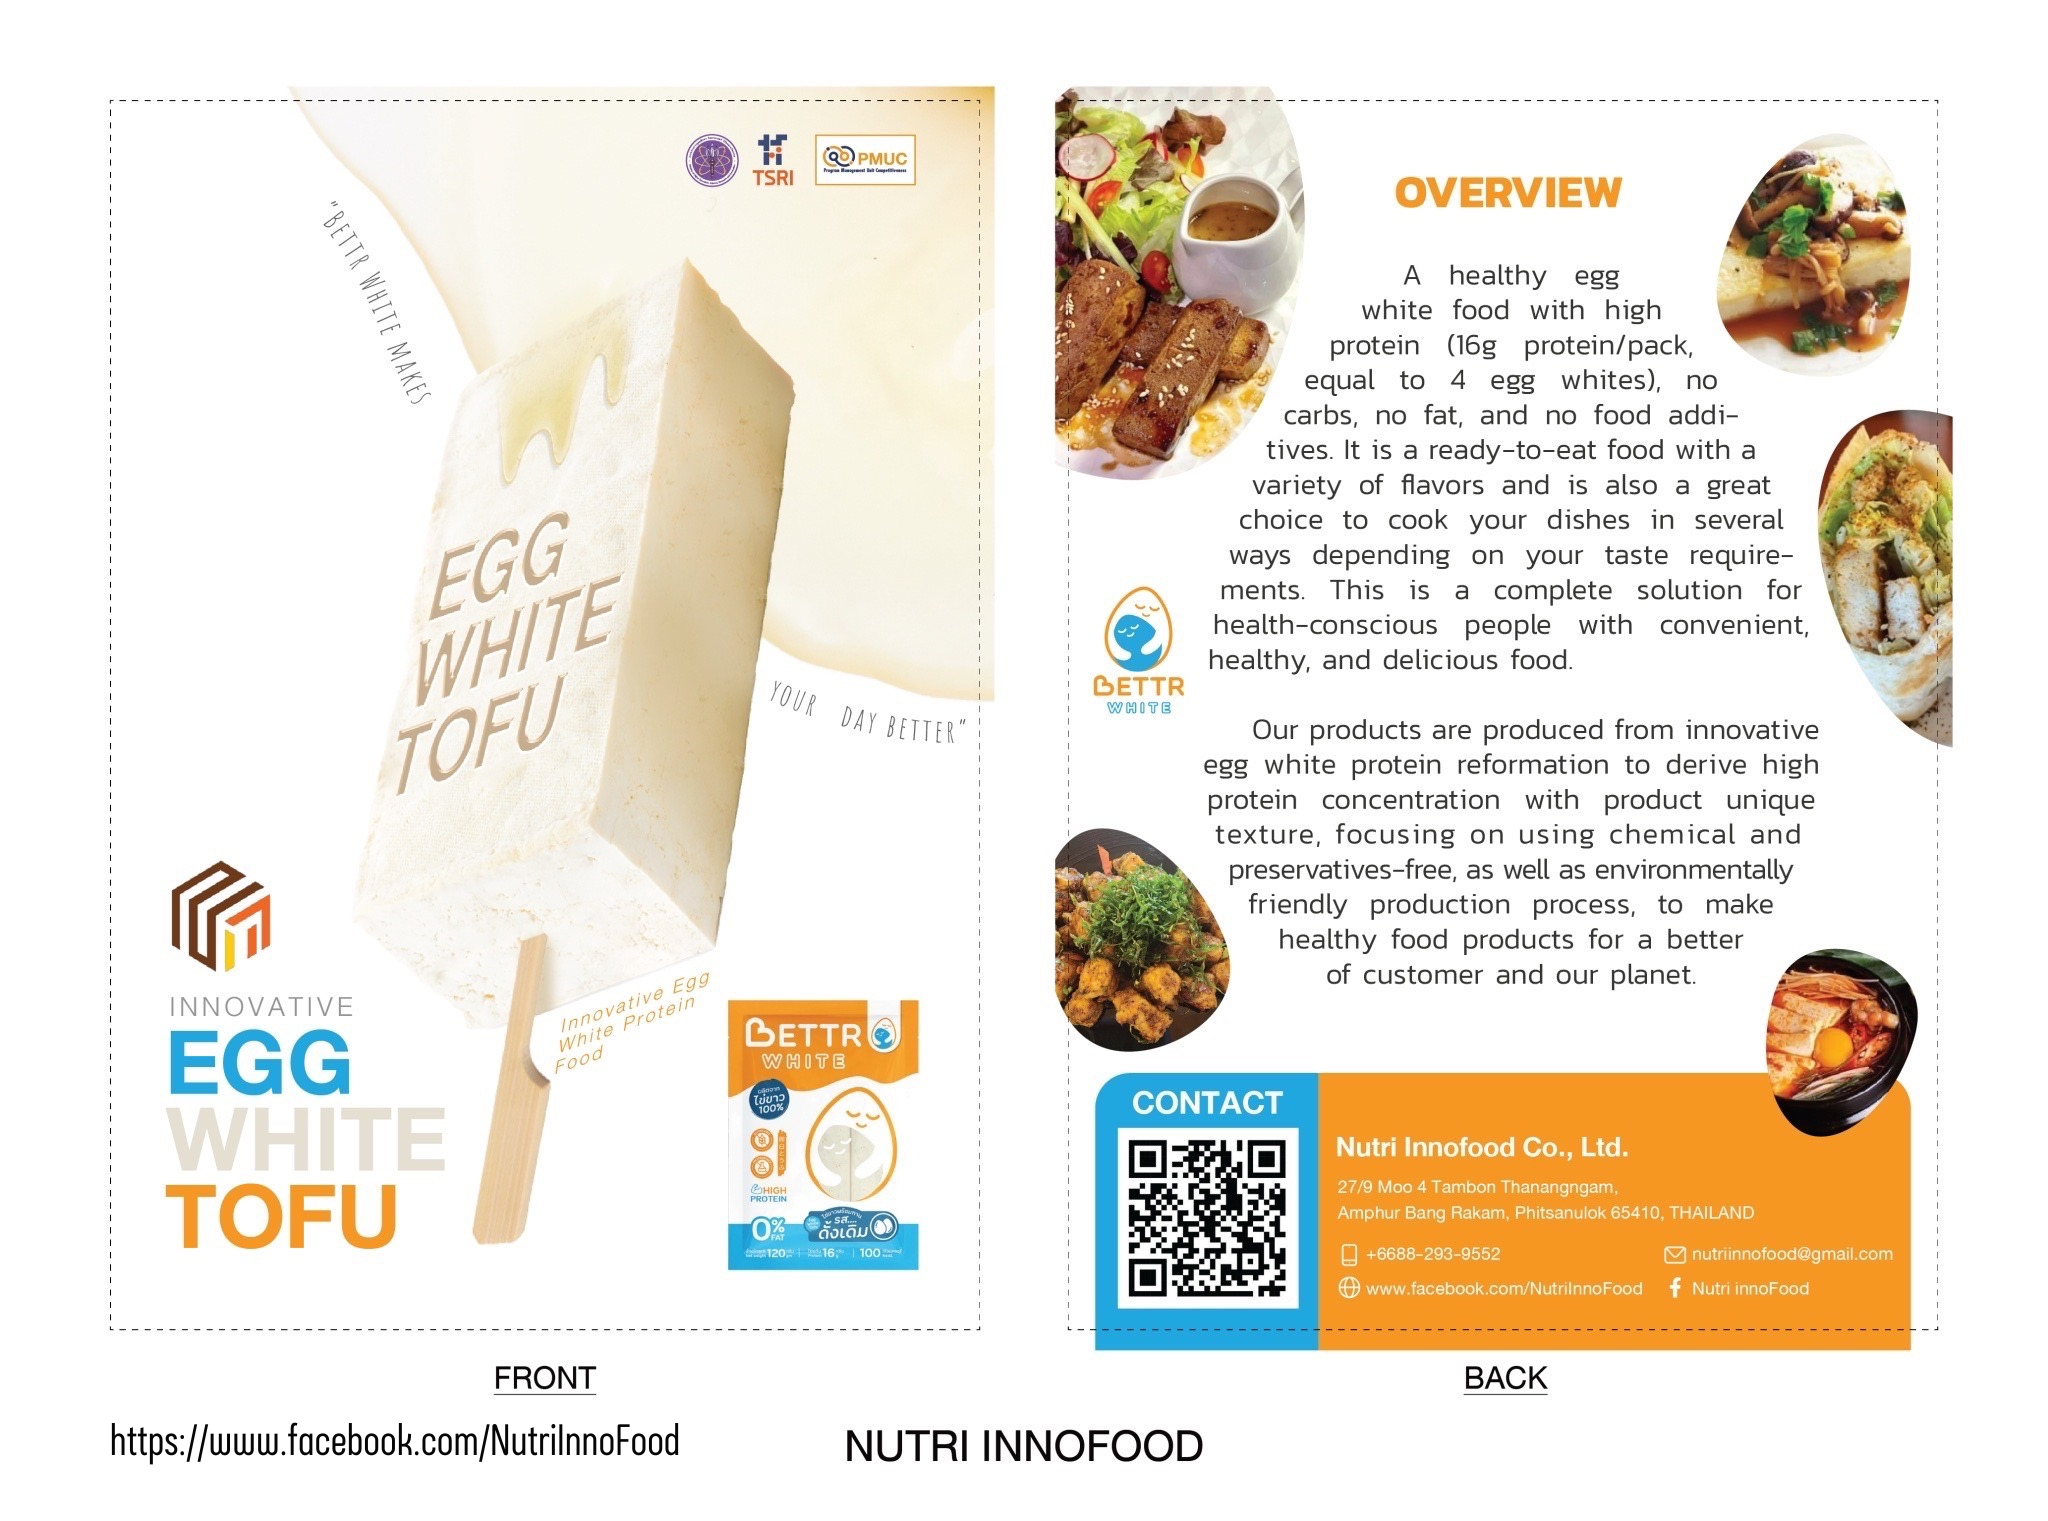 TSRI
PMUC
Program Management Unit Competitiveness
"BETTR WHITE MAKES
YOUR DAY BETTER"
EGG
WHITE
TOFU
Innovative Egg
White Protein
Food
INNOVATIVE
EGG
WHITE
TOFU
BETTR
WHITE
ผลิตจาก
ไข่ขาว
100%
HIGH
PROTEIN
0%
FAT
รสี....
ดั้งเดิม
120
16
100
FRONT
OVERVIEW
A healthy egg
white food with high
protein (16g protein/pack,
equal to 4 egg whites), no
carbs, no fat, and no food addi-
tives. It is a ready-to-eat food with a
variety of flavors and is also a great
choice to cook your dishes in several
ways depending on your taste require-
ments. This is a complete solution for
health-conscious people with convenient,
healthy, and delicious food.
BETTR
WHITE
Our products are produced from innovative
egg white protein reformation to derive high
protein concentration with product unique
texture, focusing on using chemical and
preservatives-free, as well as environmentally
friendly production process, to make
healthy food products for a better
of customer and our planet.
CONTACT
Nutri Innofood Co., Ltd.
27/9 Moo 4 Tambon Thanangngam,
Amphur Bang Rakam, Phitsanulok 65410, THAILAND
+6688-293-9552
nutriinnofood@gmail.com
www.facebook.com/NutriInnoFood
Nutri innoFood
BACK
https://www.facebook.com/NutriInnoFood
NUTRI INNOFOOD